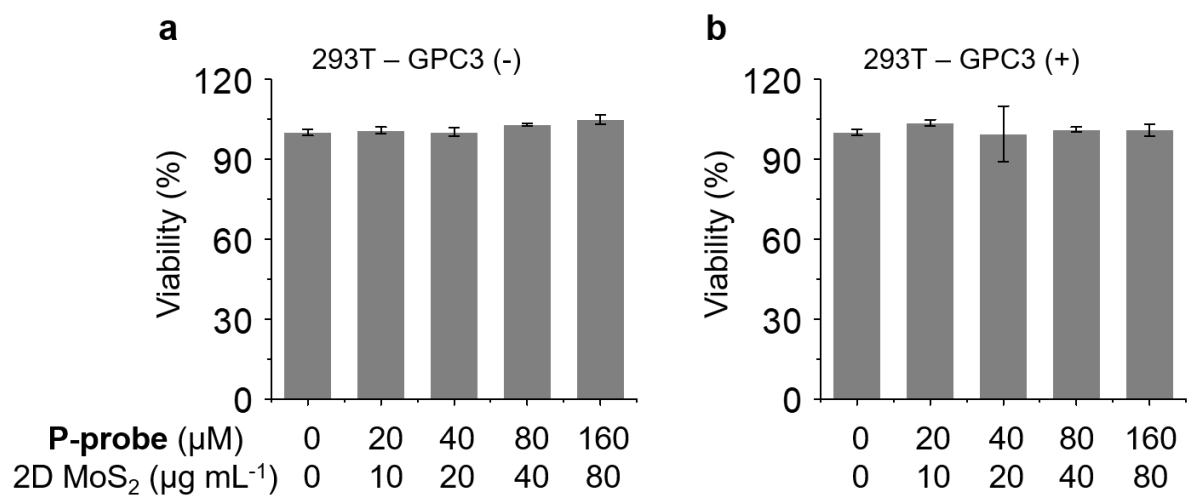 a b
293T – GPC3 (-) 293T – GPC3 (+)
120 120
90 90
60 60
30 30
0 0
Viability (%) Viability (%)
P-probe (μM) 0 20 40 80 160 0 20 40 80 160
2D MoS₂ (μg mL⁻¹) 0 10 20 40 80 0 10 20 40 80